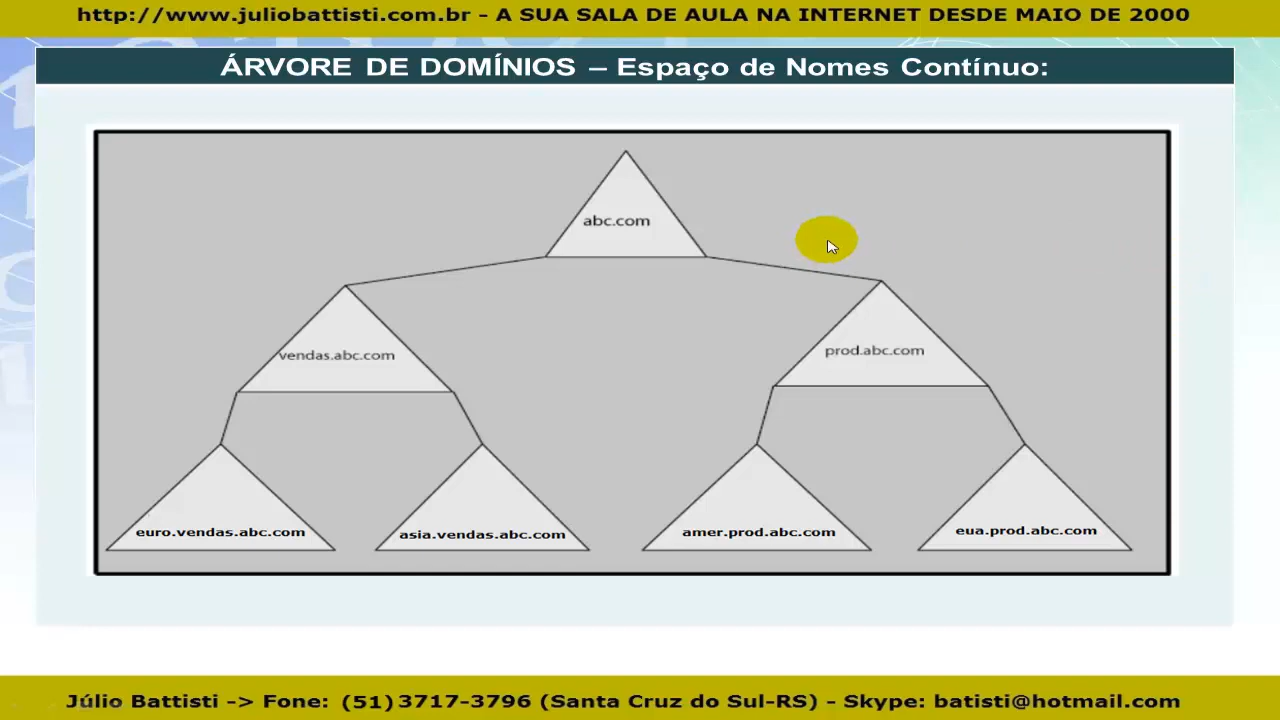 http://www.juliobattisti.com.br - A SUA SALA DE AULA NA INTERNET DESDE MAIO DE 2000
ÁRVORE DE DOMÍNIOS – Espaço de Nomes Contínuo:
abc.com
vendas.abc.com
prod.abc.com
euro.vendas.abc.com
asia.vendas.abc.com
amer.prod.abc.com
eua.prod.abc.com
Júlio Battisti -> Fone: (51) 3717-3796 (Santa Cruz do Sul-RS) - Skype: batisti@hotmail.com